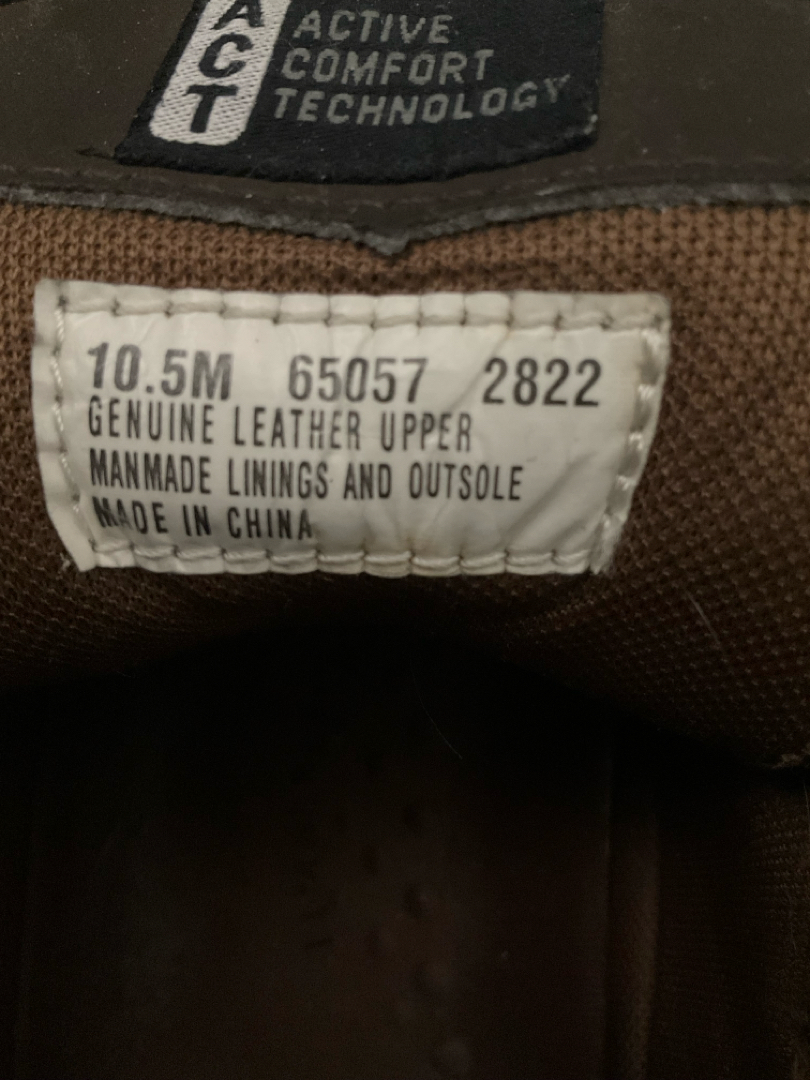 ACT
ACTIVE
COMFORT
TECHNOLOGY
10.5M 65057 2822
GENUINE LEATHER UPPER
MANMADE LININGS AND OUTSOLE
MADE IN CHINA